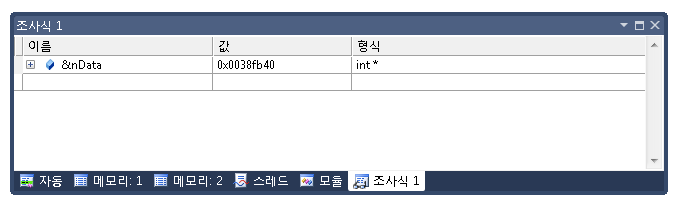 조사식 1
이름 값 형식
&nData 0x0038fb40 int *
자동 메모리: 1 메모리: 2 스레드 모듈 조사식 1